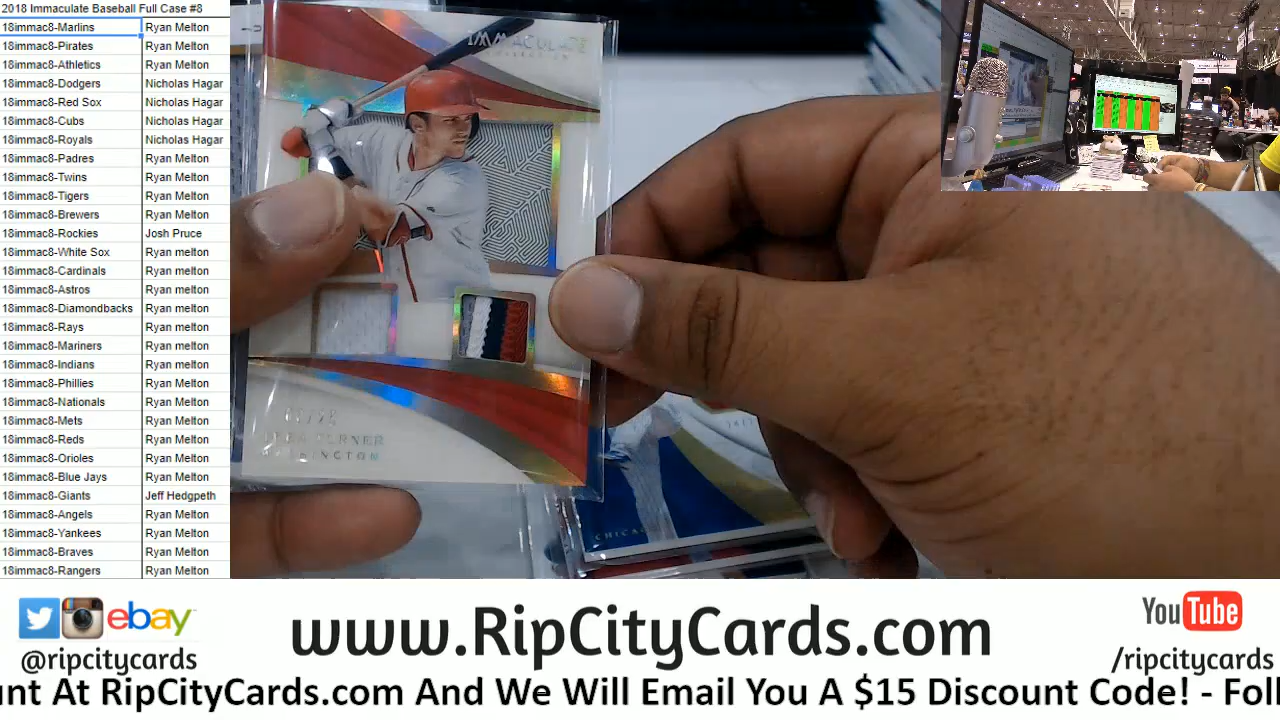 2018 Immaculate Baseball Full Case #8
18immac8-Marlins Ryan Melton
18immac8-Pirates Ryan Melton
18immac8-Athletics Ryan Melton
18immac8-Dodgers Nicholas Hagar
18immac8-Red Sox Nicholas Hagar
18immac8-Cubs Nicholas Hagar
18immac8-Royals Nicholas Hagar
18immac8-Padres Ryan Melton
18immac8-Twins Ryan Melton
18immac8-Tigers Ryan Melton
18immac8-Brewers Ryan Melton
18immac8-Rockies Josh Pruce
18immac8-White Sox Ryan melton
18immac8-Cardinals Ryan Melton
18immac8-Astros Ryan melton
18immac8-Diamondbacks Ryan melton
18immac8-Rays Ryan melton
18immac8-Mariners Ryan melton
18immac8-Indians Ryan melton
18immac8-Phillies Ryan Melton
18immac8-Nationals Ryan Melton
18immac8-Mets Ryan Melton
18immac8-Reds Ryan Melton
18immac8-Orioles Ryan Melton
18immac8-Blue Jays Ryan Melton
18immac8-Giants Jeff Hedgpeth
18immac8-Angels Ryan Melton
18immac8-Yankees Ryan Melton
18immac8-Braves Ryan Melton
18immac8-Rangers Ryan Melton
IMMACULATE
TURNER
WASHINGTON
ebay
@ripcitycards
www.RipCityCards.com
YouTube
/ripcitycards
unt At RipCityCards.com And We Will Email You A $15 Discount Code! - Foll